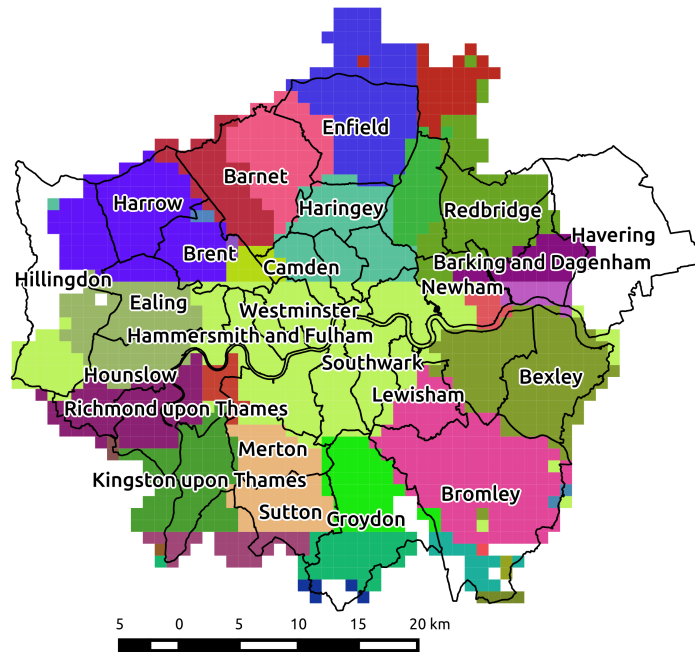 Enfield
Barnet
Harrow
Haringey
Redbridge
Havering
Brent
Camden
Barking and Dagenham
Hillingdon
Newham
Ealing
Westminster
Hammersmith and Fulham
Southwark
Hounslow
Bexley
Lewisham
Richmond upon Thames
Merton
Kingston upon Thames
Bromley
Sutton
Croydon
5 0 5 10 15 20 km